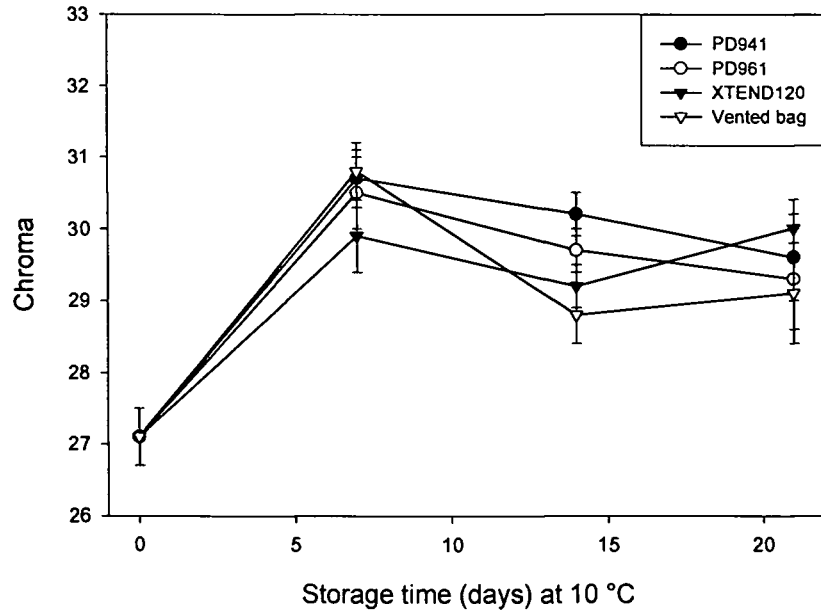 33
32
31
30
29
28
27
26
Chroma
PD941
PD961
XTEND120
Vented bag
0 5 10 15 20
Storage time (days) at 10 °C